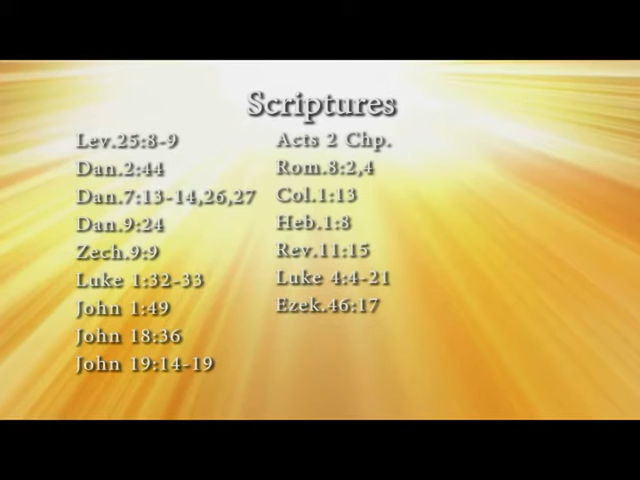 Scriptures
Lev.25:8-9
Dan.2:44
Dan.7:13-14,26,27
Dan.9:24
Zech.9:9
Luke 1:32-33
John 1:49
John 18:36
John 19:14-19
Acts 2 Chp.
Rom.8:2,4
Col.1:13
Heb.1:8
Rev.11:15
Luke 4:4-21
Ezek.46:17